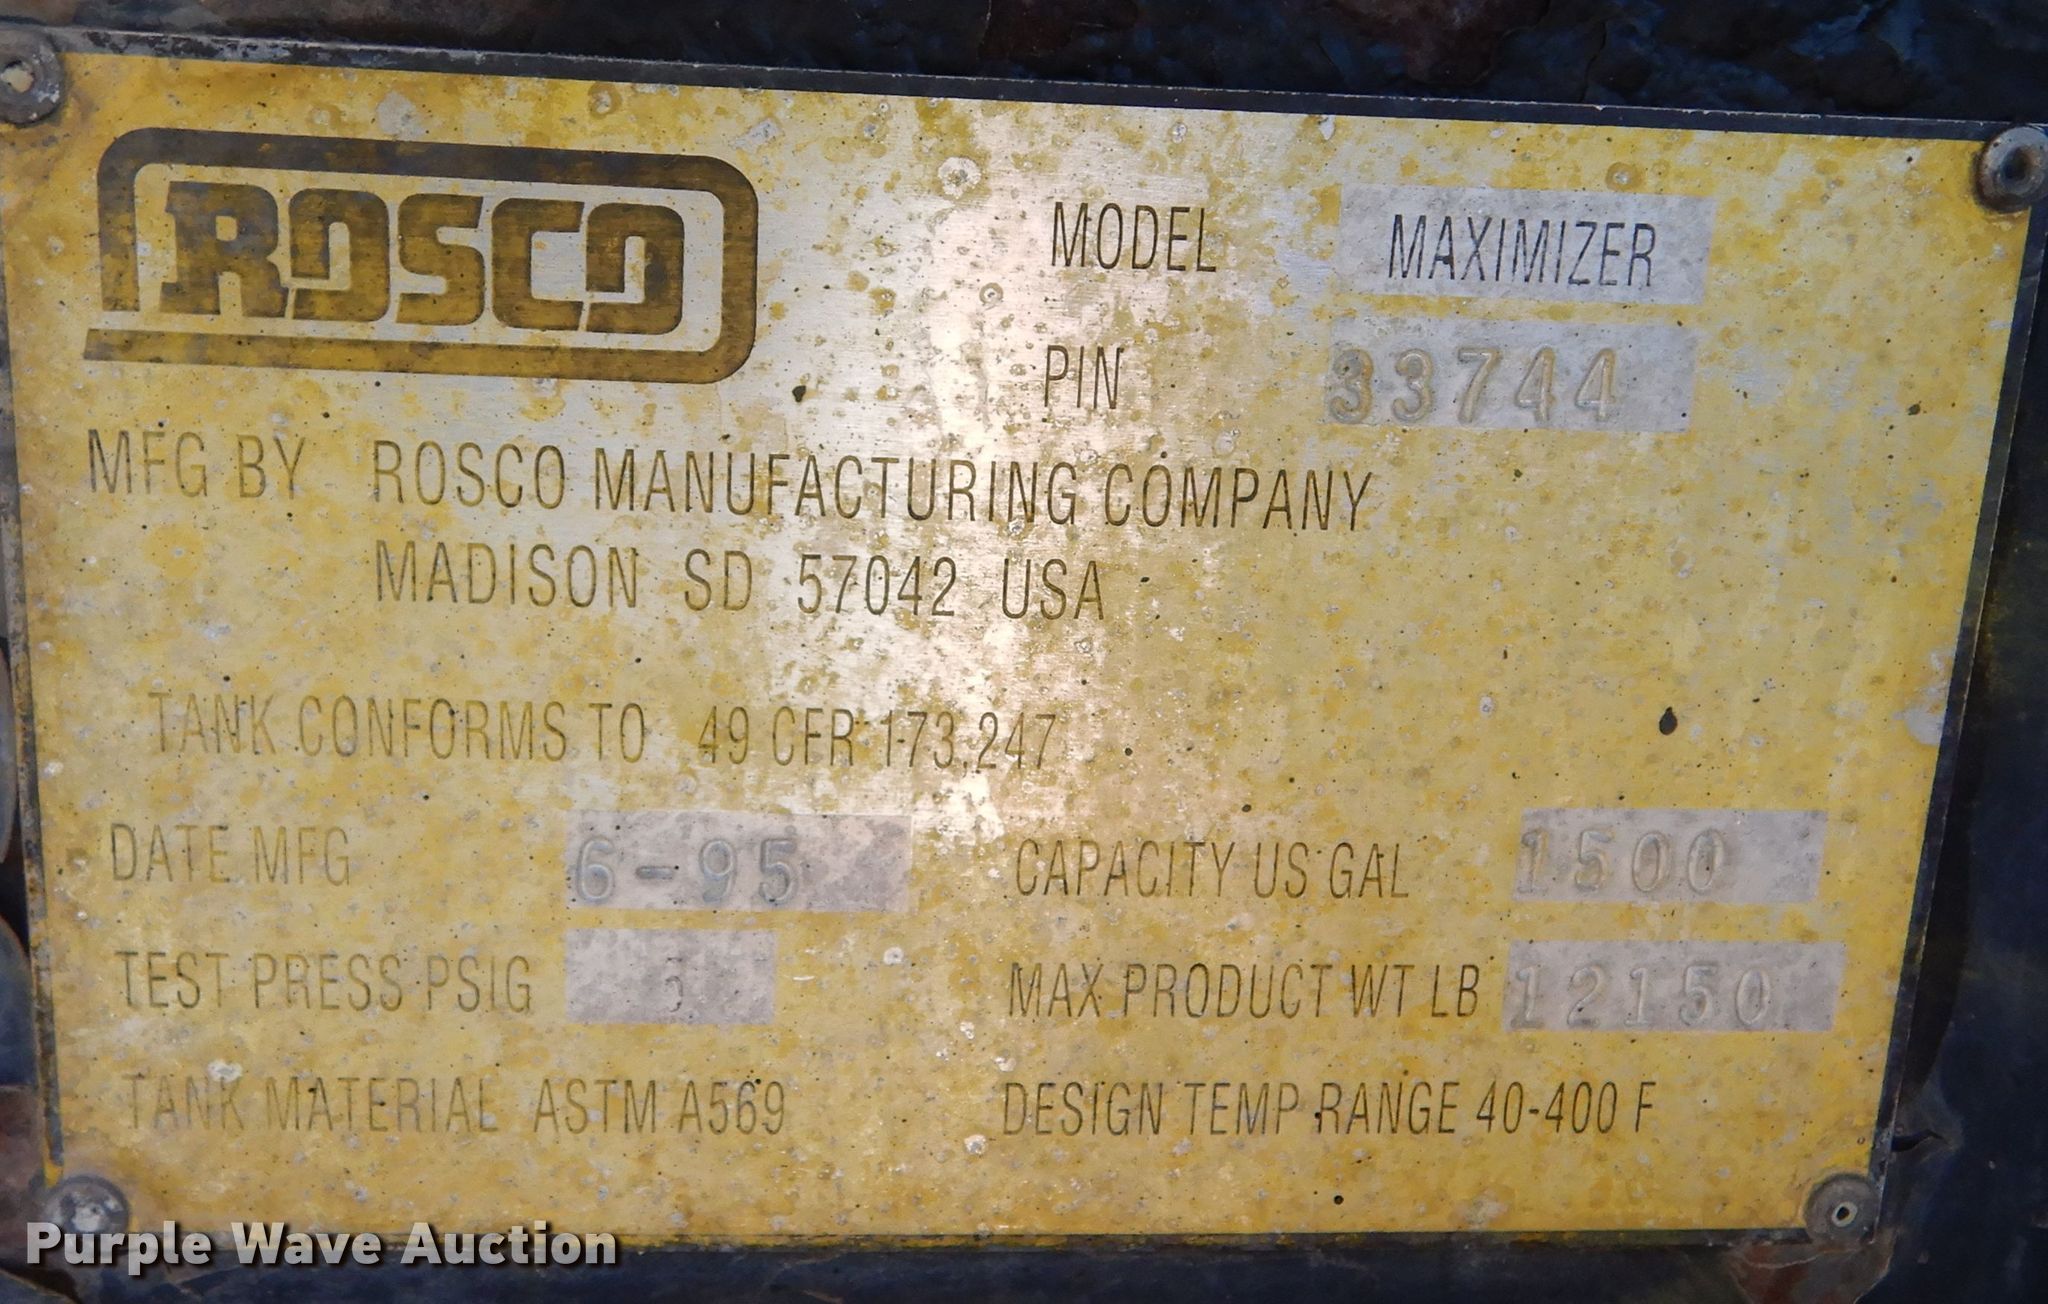 ROSCO
MODEL MAXIMIZER
PIN 33744
MFG BY ROSCO MANUFACTURING COMPANY
MADISON SD 57042 USA
TANK CONFORMS TO 49 CFR 173.247
DATE MFG 6-95 CAPACITY US GAL 1500
TEST PRESS PSIG MAX PRODUCT WT LB 12150
TANK MATERIAL ASTM A569 DESIGN TEMP RANGE 40-400 F
Purple Wave Auction